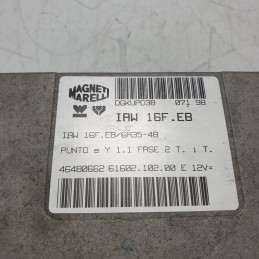 MAGNETI
MARELLI
DGKUPD38 071 98
IAW 16F.EB
IAW 16F.EB/6A35-48
PUNTO e Y 1.1 FASE 2 T. i T.
46480662 61602.102.00 E 12V=